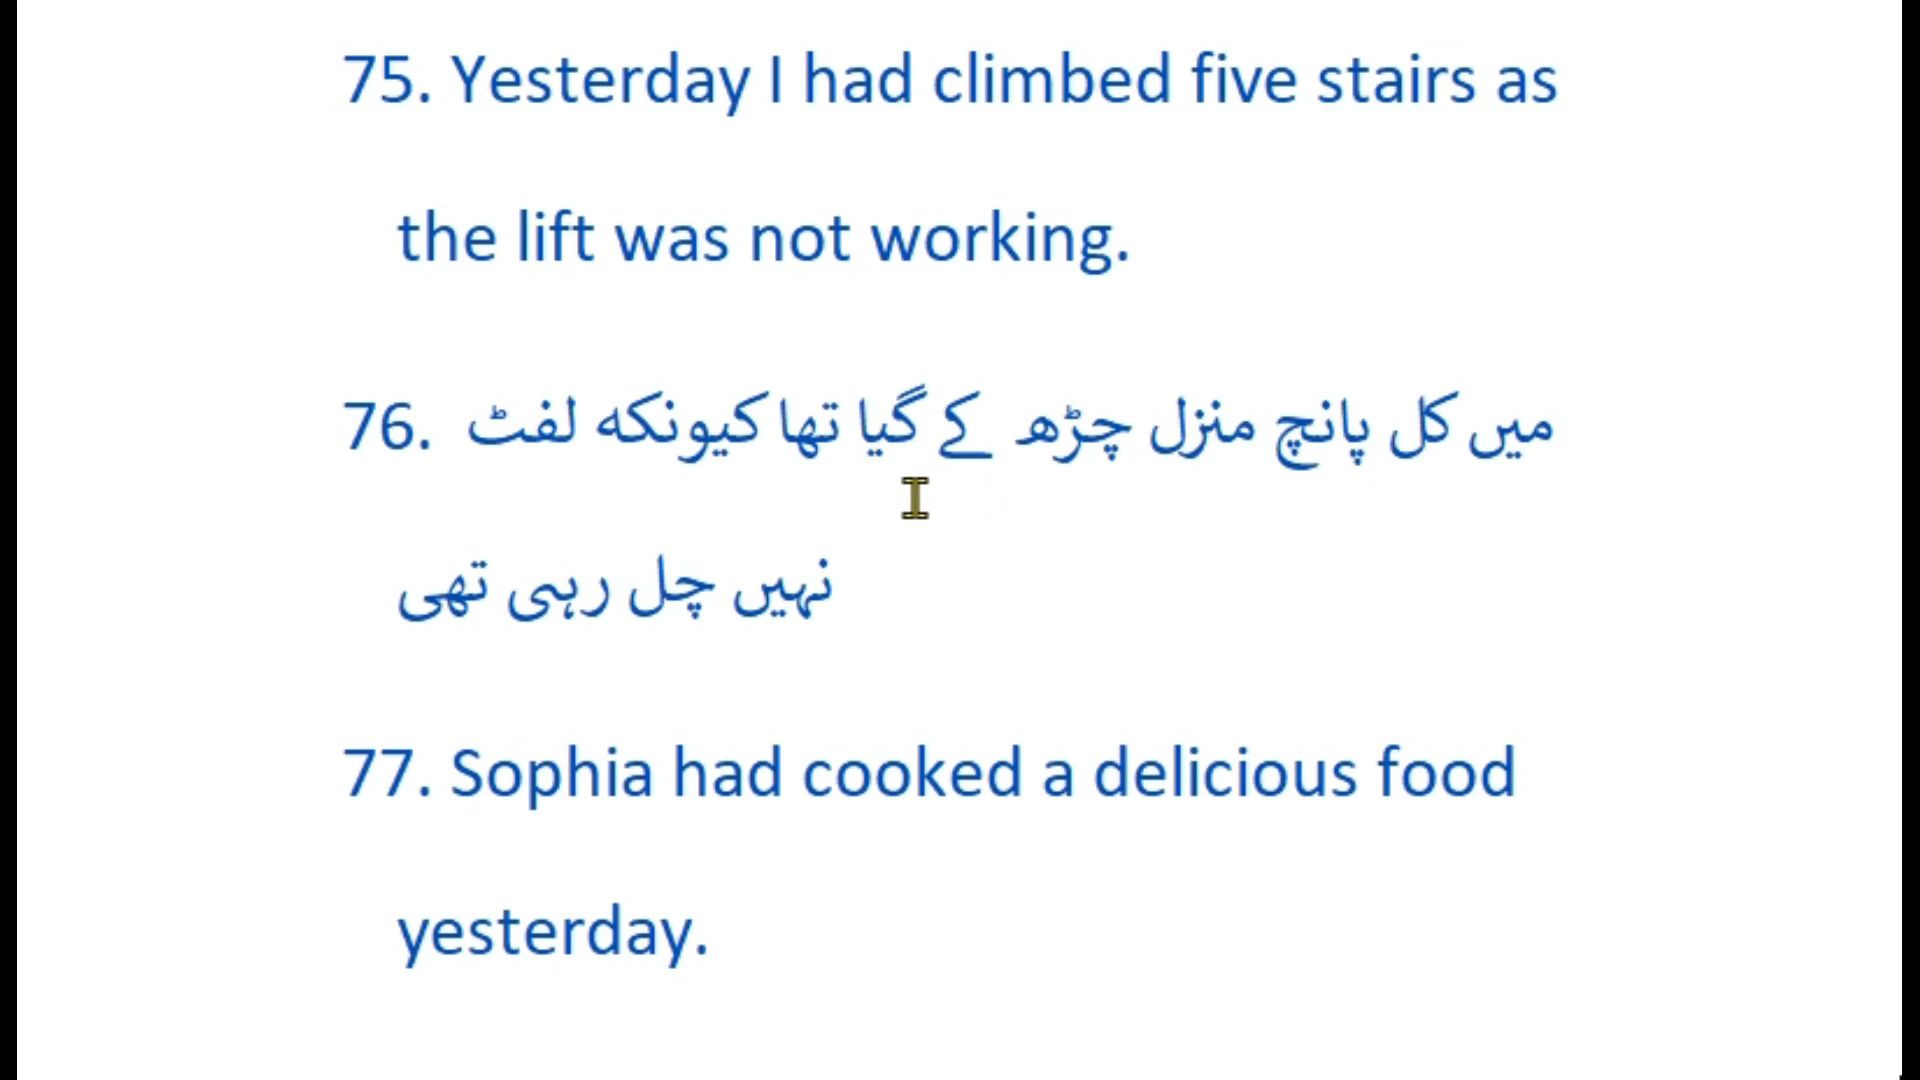 75. Yesterday I had climbed five stairs as
the lift was not working.
76. میں کل پانچ منزل چڑھ کے گیا تھا کیونکہ لفٹ
نہیں چل رہی تھی
77. Sophia had cooked a delicious food
yesterday.